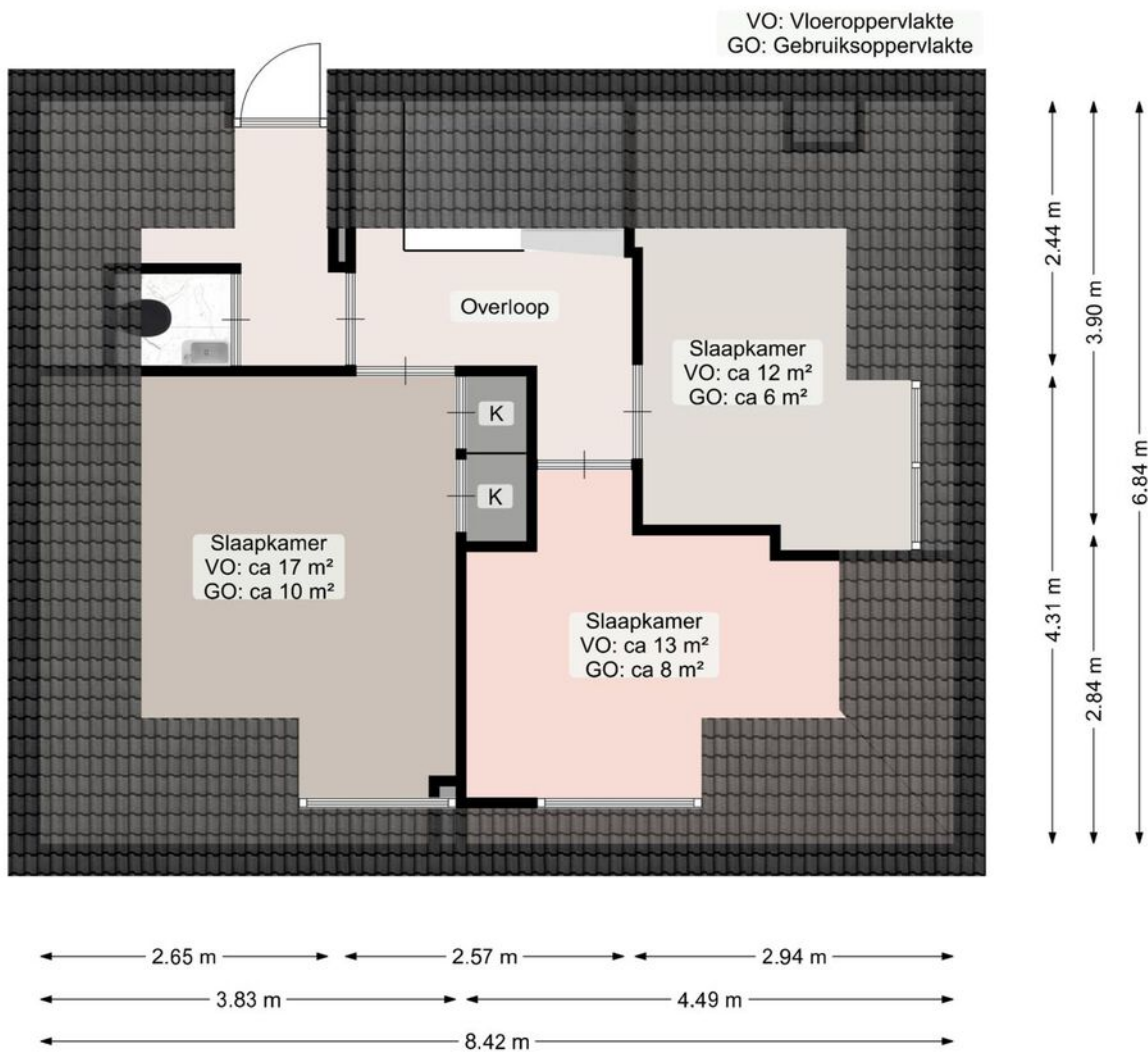 VO: Vloeroppervlakte
GO: Gebruiksoppervlakte
Overloop
Slaapkamer
VO: ca 12 m²
GO: ca 6 m²
K
K
Slaapkamer
VO: ca 17 m²
GO: ca 10 m²
Slaapkamer
VO: ca 13 m²
GO: ca 8 m²
2.44 m
3.90 m
6.84 m
4.31 m
2.84 m
2.65 m
2.57 m
2.94 m
3.83 m
4.49 m
8.42 m